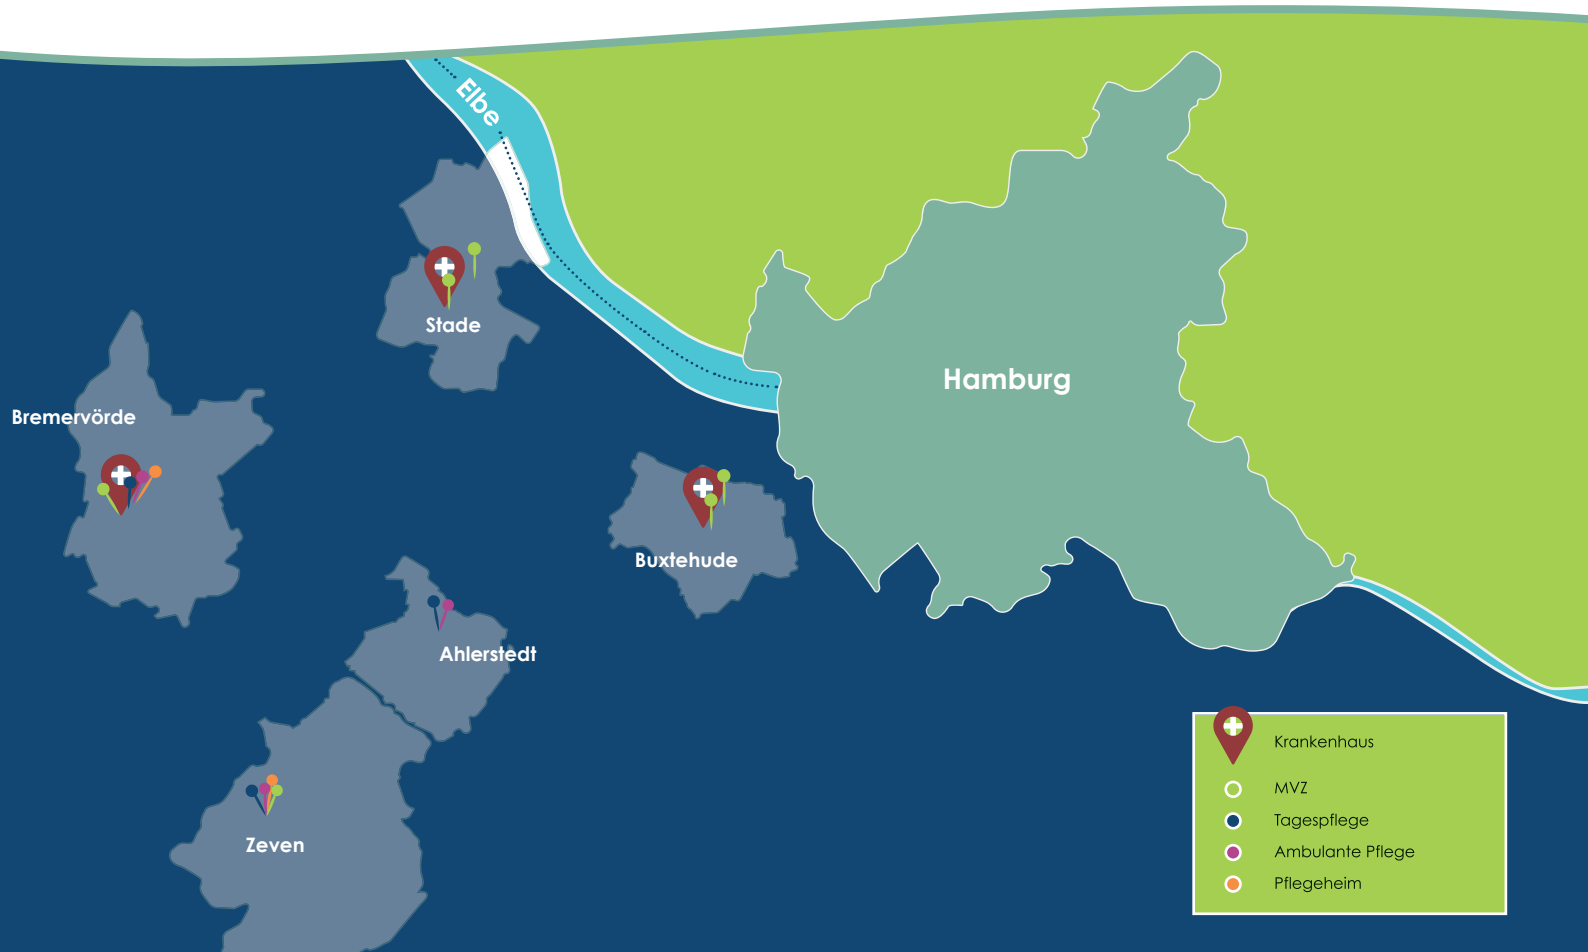 Elbe
Stade
Hamburg
Bremervörde
Buxtehude
Ahlerstedt
Zeven
Krankenhaus
MVZ
Tagespflege
Ambulante Pflege
Pflegeheim